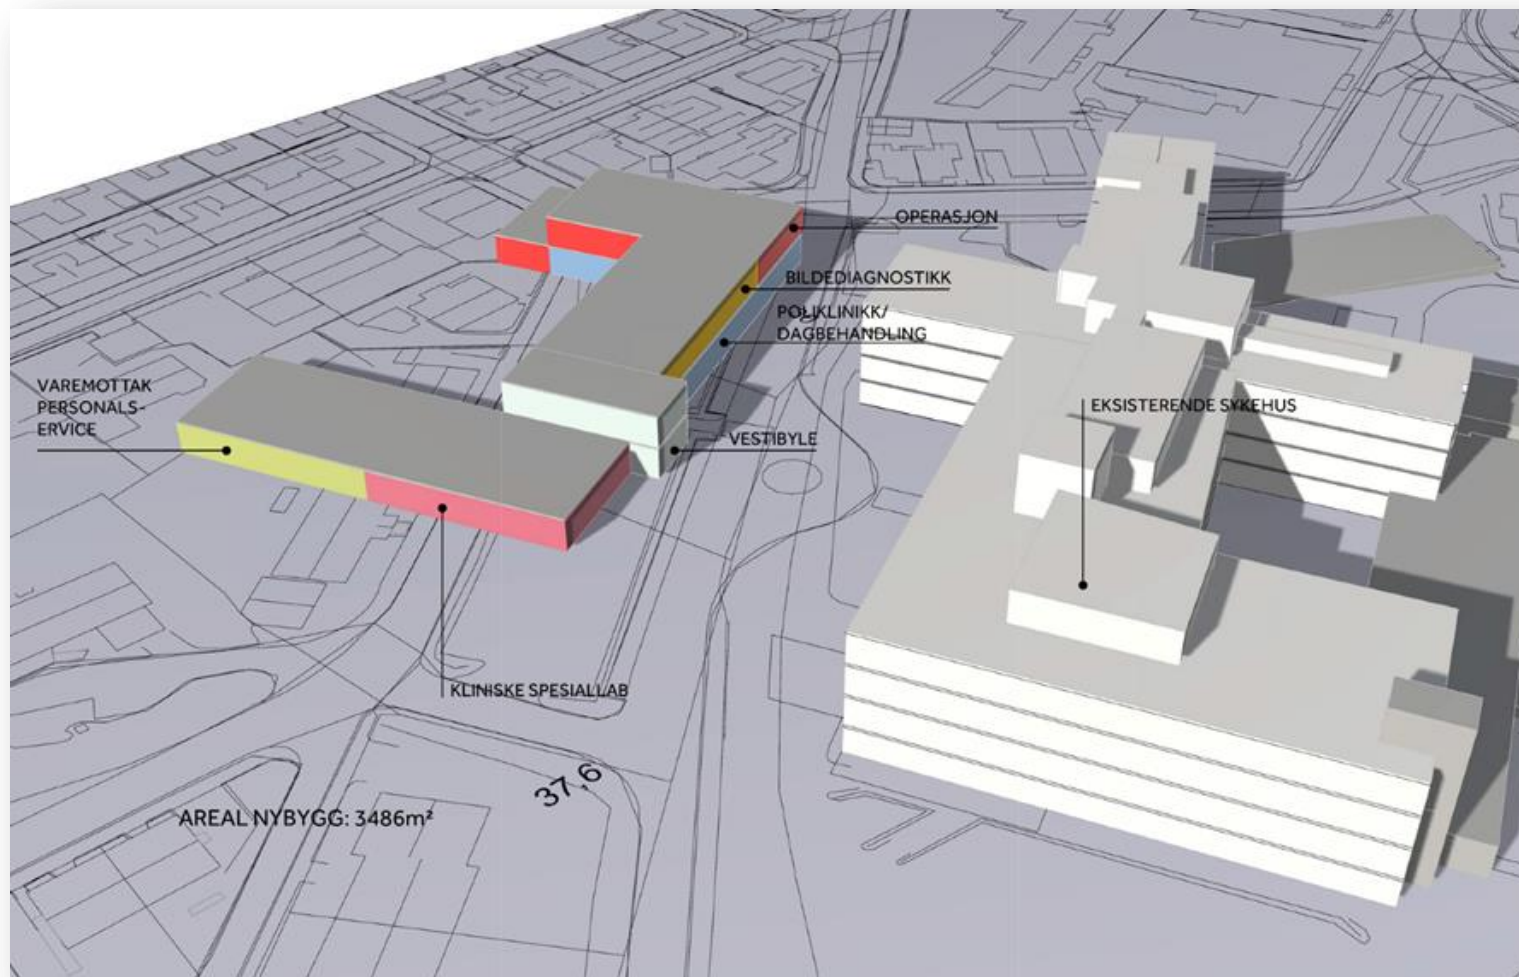 OPERASJON
BILDEDIAGNOSTIKK
POLIKLINIKK/
DAGBEHANDLING
VAREMOTTAK
PERSONALS-
ERVICE
EKSISTERENDE SYKEHUS
VESTIBYLE
KLINISKE SPESIALLAB
37,6
AREAL NYBYGG: 3486m²